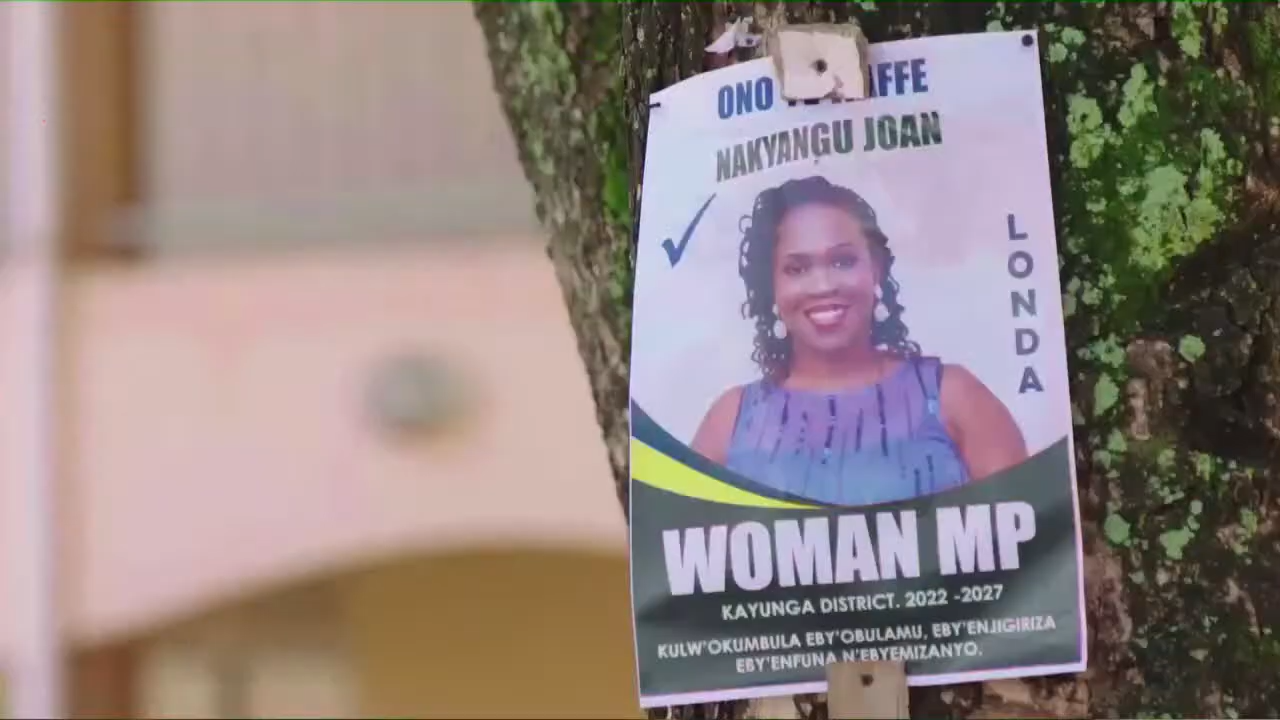 ONO AFFE
NAKYANGU JOAN
LONDA
WOMAN MP
KAYUNGA DISTRICT. 2022 -2027
KULW'OKUMBULA EBY'OBULAMU, EBY'ENJIGIRIZA
EBY'ENFUNA N'EBYEMIZANYO.